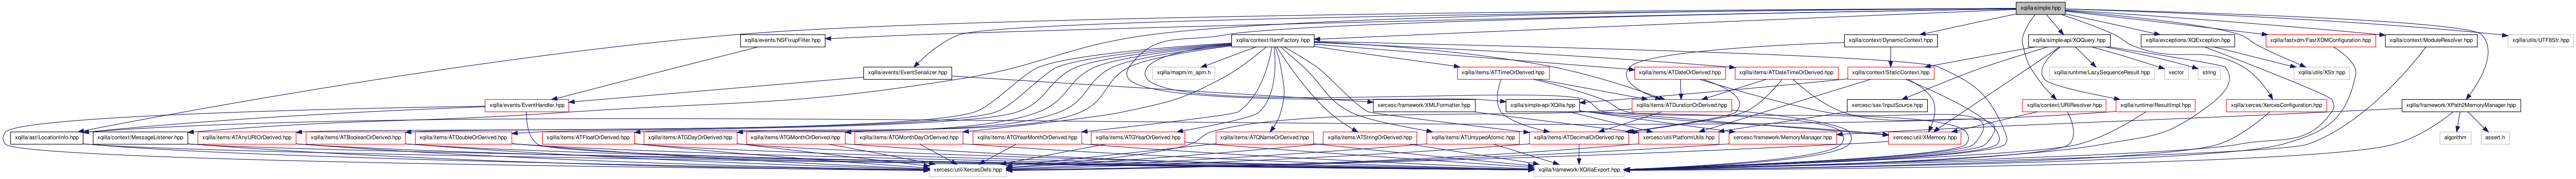 xqilla-simple.hpp
xqilla/events/NSFixupFilter.hpp
xqilla/context/ItemFactory.hpp
xqilla/context/DynamicContext.hpp
xqilla/simple-api/XQQuery.hpp
xqilla/exceptions/XQException.hpp
xqilla/fastxdm/FastXDMConfiguration.hpp
xqilla/context/ModuleResolver.hpp
xqilla/utils/UTF8Str.hpp
xqilla/events/EventSerializer.hpp
xqilla/mapm/m_apm.h
xqilla/items/ATTimeOrDerived.hpp
xqilla/items/ATDateOrDerived.hpp
xqilla/items/ATDateTimeOrDerived.hpp
xqilla/context/StaticContext.hpp
xqilla/runtime/LazySequenceResult.hpp
vector
string
xqilla/utils/XStr.hpp
xqilla/events/EventHandler.hpp
xercesc/framework/XMLFormatter.hpp
xqilla/simple-api/XQilla.hpp
xqilla/items/ATDurationOrDerived.hpp
xercesc/sax/InputSource.hpp
xqilla/context/URIResolver.hpp
xqilla/runtime/ResultImpl.hpp
xqilla/xerces/XercesConfiguration.hpp
xqilla/framework/XPath2MemoryManager.hpp
xqilla/ast/LocationInfo.hpp
xqilla/context/MessageListener.hpp
xqilla/items/ATAnyURIOrDerived.hpp
xqilla/items/ATBooleanOrDerived.hpp
xqilla/items/ATDoubleOrDerived.hpp
xqilla/items/ATFloatOrDerived.hpp
xqilla/items/ATGDayOrDerived.hpp
xqilla/items/ATGMonthOrDerived.hpp
xqilla/items/ATGMonthDayOrDerived.hpp
xqilla/items/ATGYearMonthOrDerived.hpp
xqilla/items/ATGYearOrDerived.hpp
xqilla/items/ATQNameOrDerived.hpp
xqilla/items/ATStringOrDerived.hpp
xqilla/items/ATUntypedAtomic.hpp
xqilla/items/ATDecimalOrDerived.hpp
xercesc/util/PlatformUtils.hpp
xercesc/framework/MemoryManager.hpp
xercesc/util/XMemory.hpp
algorithm
assert.h
xercesc/util/XercesDefs.hpp
xqilla/framework/XQillaExport.hpp